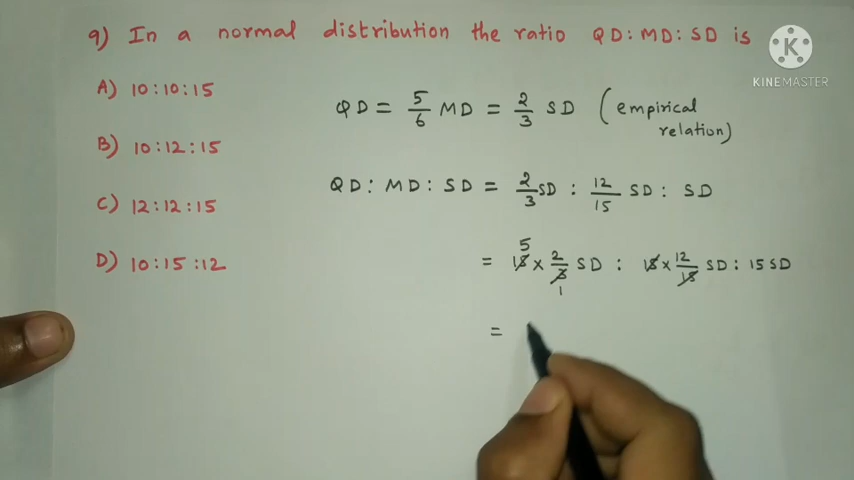 9) In a normal distribution the ratio QD: MD: SD is
K
KINEMASTER
A) 10:10:15
B) 10:12:15
C) 12:12:15
D) 10:15:12
QD = 5/6 MD = 2/3 SD (empirical
relation)
QD: MD: SD = 2/3 SD : 12/15 SD : SD
5
= 15 × 2/3 SD : 15 × 12/15 SD : 15 SD
1
=